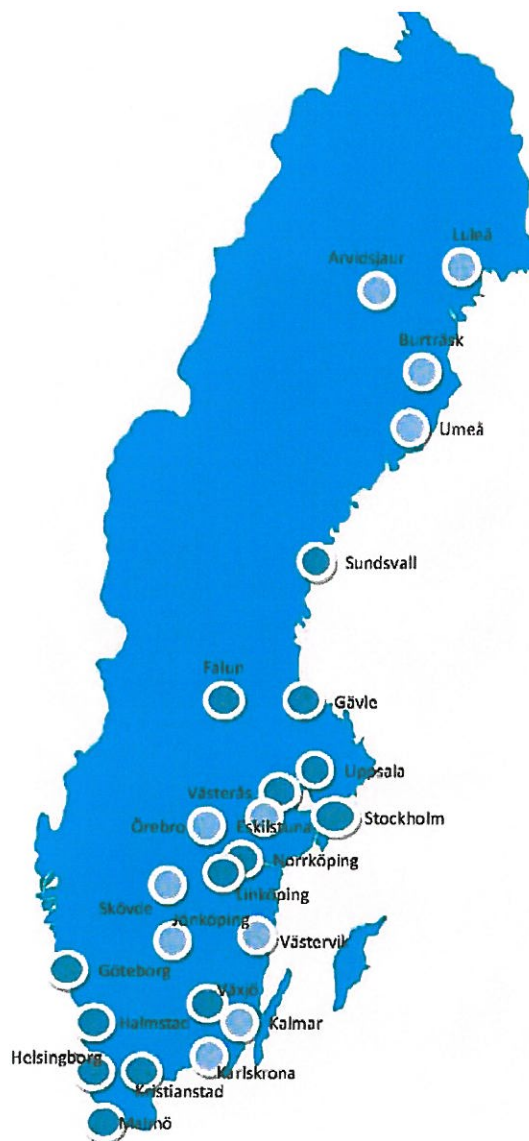 Luleå
Arvidsjaur
Burträsk
Umeå
Sundsvall
Falun
Gävle
Uppsala
Västerås
Stockholm
Örebro
Eskilstuna
Norrköping
Linköping
Skövde
Jönköping
Västervik
Göteborg
Växjö
Halmstad
Kalmar
Helsingborg
Karlskrona
Kristianstad
Malmö